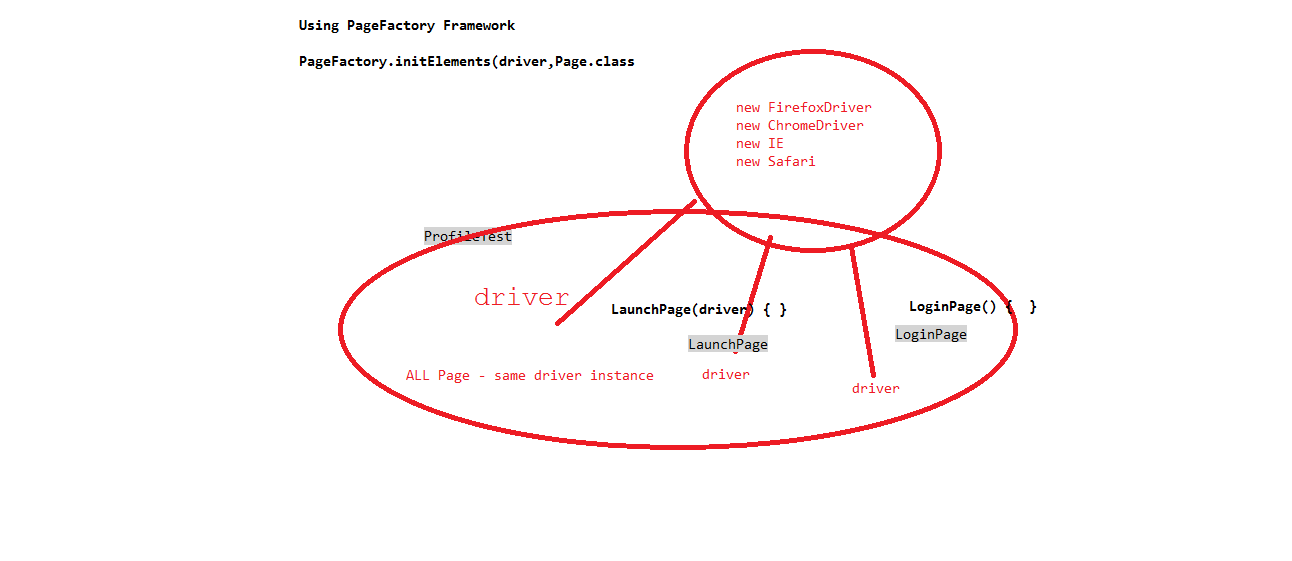 Using PageFactory Framework
PageFactory.initElements(driver,Page.class
new FirefoxDriver
new ChromeDriver
new IE
new Safari
ProfileTest
driver
LaunchPage(driver) { }
LoginPage() {  }
LaunchPage
LoginPage
ALL Page - same driver instance
driver
driver